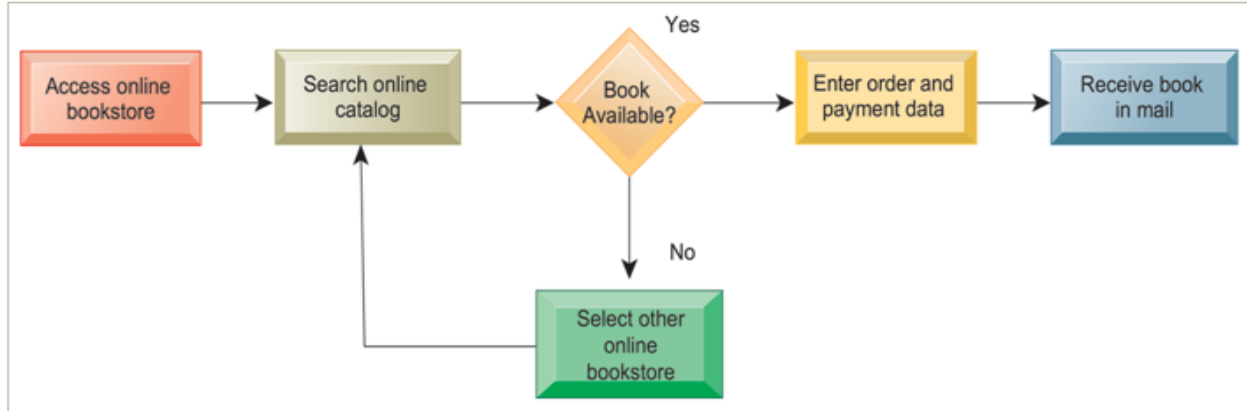 Access online
bookstore
Search online
catalog
Book
Available?
Yes
Enter order and
payment data
Receive book
in mail
No
Select other
online
bookstore